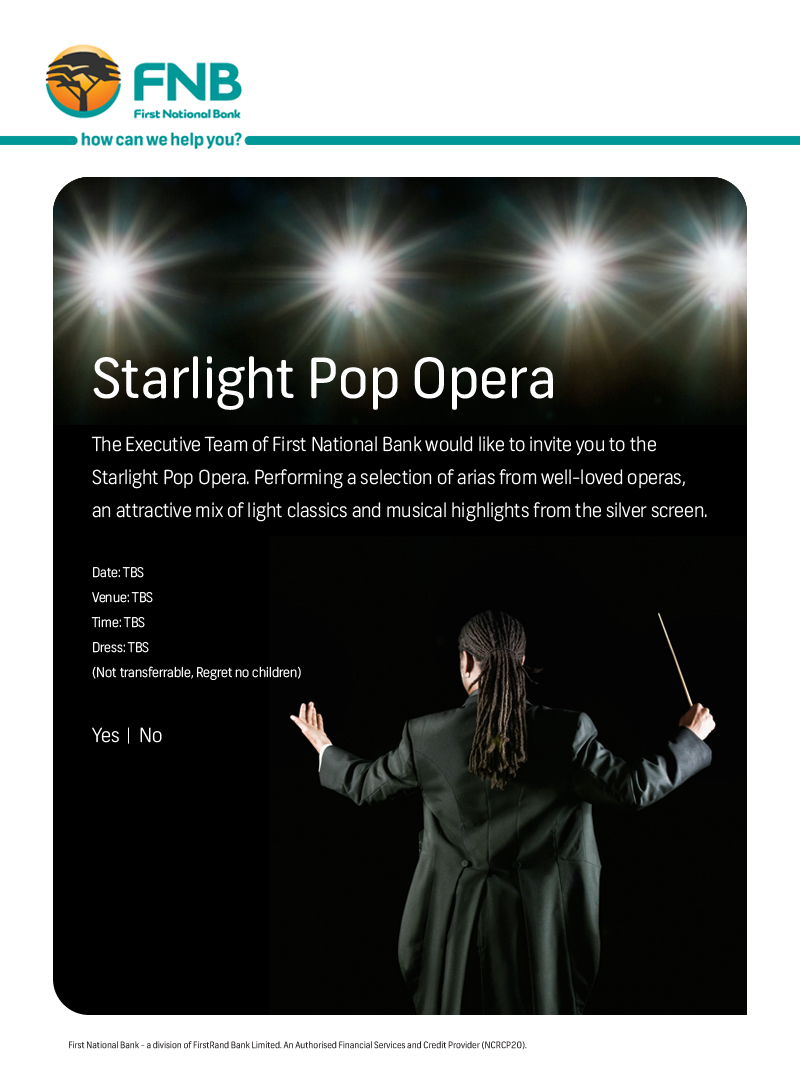 FNB
First National Bank
how can we help you?
Starlight Pop Opera
The Executive Team of First National Bank would like to invite you to the
Starlight Pop Opera. Performing a selection of arias from well-loved operas,
an attractive mix of light classics and musical highlights from the silver screen.
Date: TBS
Venue: TBS
Time: TBS
Dress: TBS
(Not transferrable, Regret no children)
Yes | No
First National Bank - a division of FirstRand Bank Limited. An Authorised Financial Services and Credit Provider (NCRCP20).